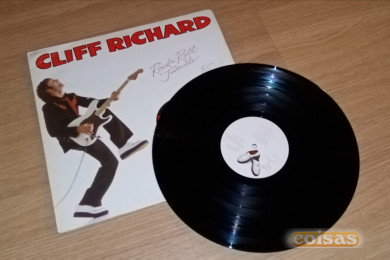 CLIFF RICHARD
Rock 'n' Roll
Juvenile
coisas